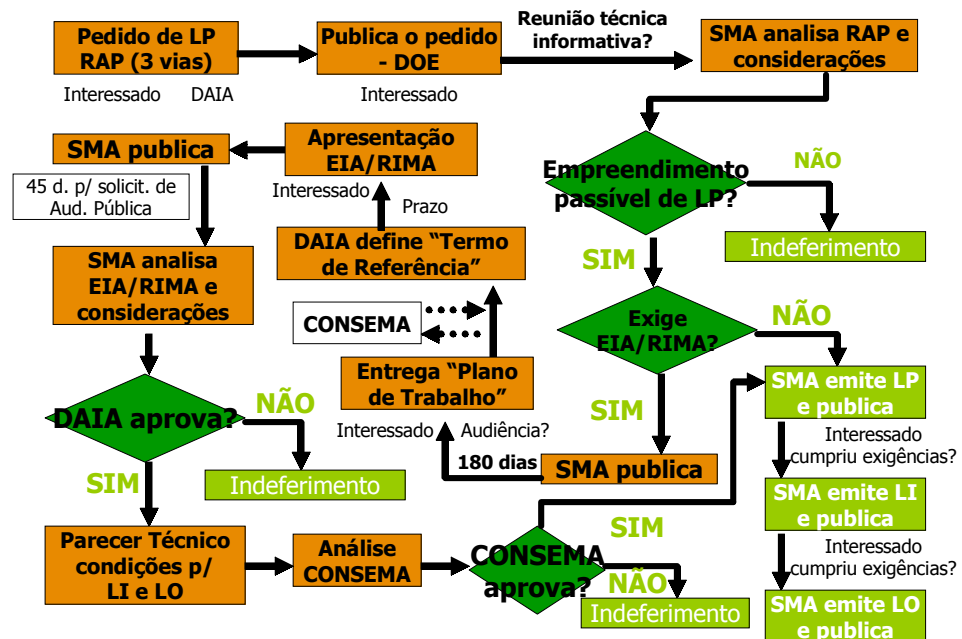 Pedido de LP
RAP (3 vias)
Interessado DAIA
Publica o pedido
- DOE
Interessado
Reunião técnica
informativa?
SMA analisa RAP e
considerações
Empreendimento
passível de LP?
NÃO
Indeferimento
SIM
Exige
EIA/RIMA?
NÃO
SIM
SMA publica
180 dias
Interessado Audiência?
Entrega “Plano
de Trabalho”
CONSEMA
DAIA define “Termo
de Referência”
Prazo
Interessado
Apresentação
EIA/RIMA
SMA publica
45 d. p/ solicit. de
Aud. Pública
SMA analisa
EIA/RIMA e
considerações
DAIA aprova?
NÃO
Indeferimento
SIM
Parecer Técnico
condições p/
LI e LO
Análise
CONSEMA
CONSEMA
aprova?
NÃO
Indeferimento
SIM
SMA emite LP
e publica
Interessado
cumpriu exigências?
SMA emite LI
e publica
Interessado
cumpriu exigências?
SMA emite LO
e publica